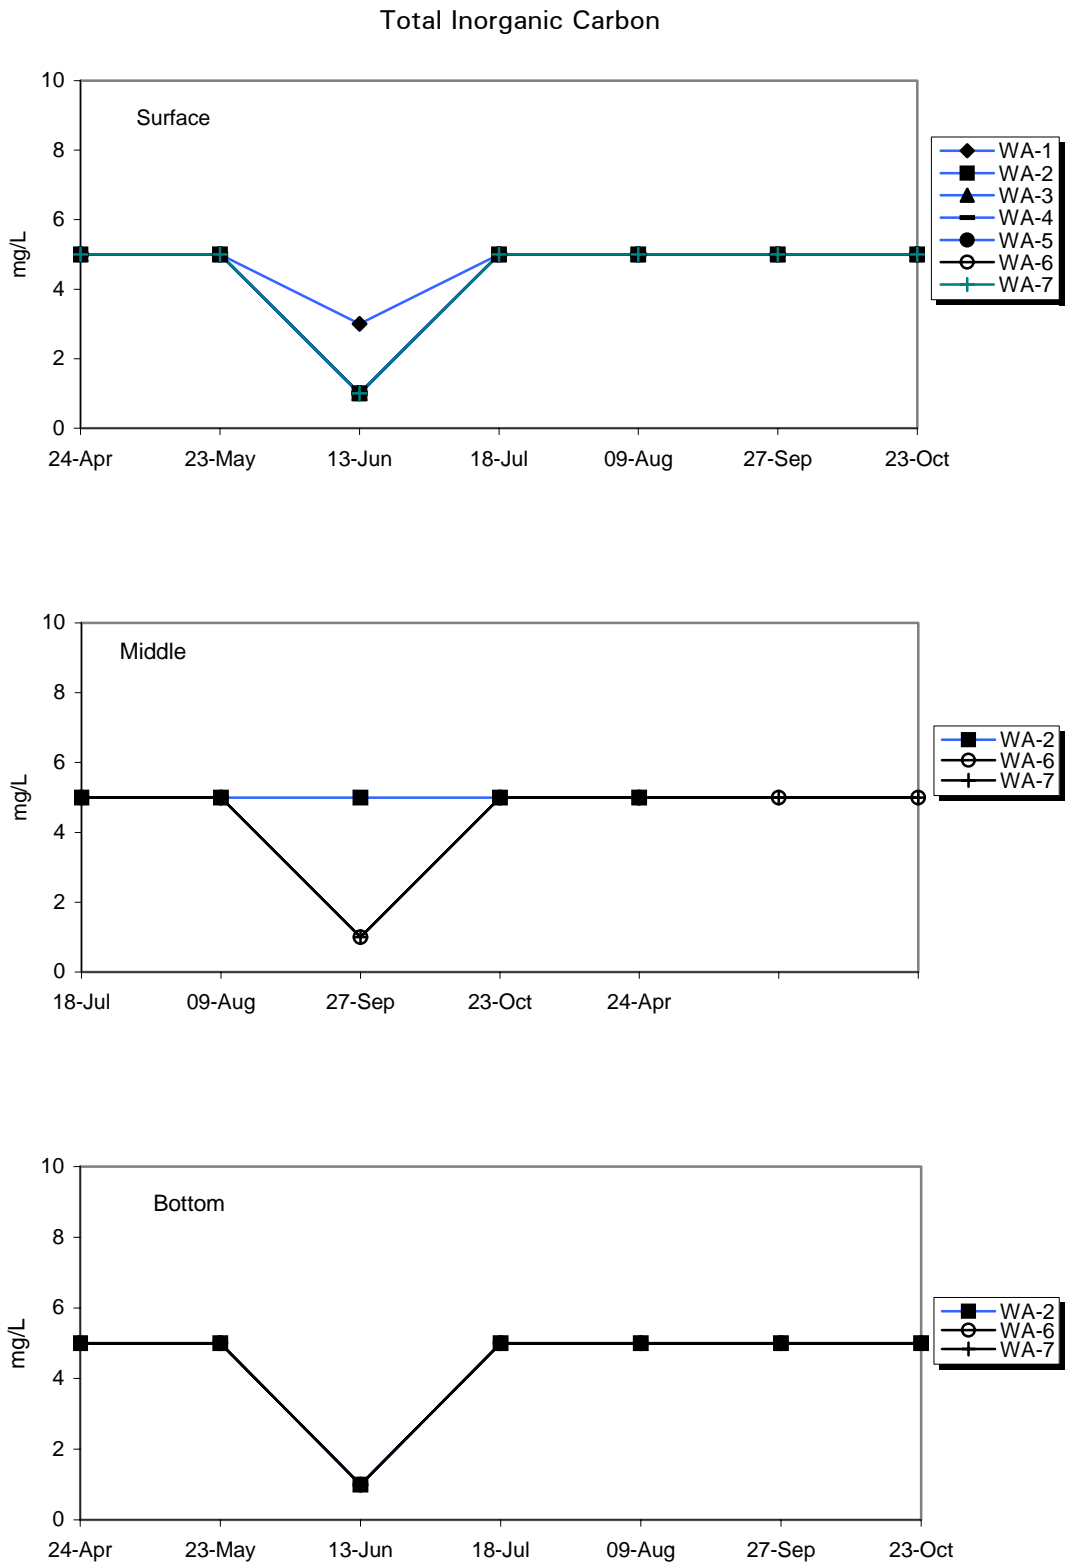 Total Inorganic Carbon
10
Surface
8
6
4
2
0
mg/L
24-Apr 23-May 13-Jun 18-Jul 09-Aug 27-Sep 23-Oct
WA-1
WA-2
WA-3
WA-4
WA-5
WA-6
WA-7
10
Middle
8
6
4
2
0
mg/L
18-Jul 09-Aug 27-Sep 23-Oct 24-Apr
WA-2
WA-6
WA-7
10
Bottom
8
6
4
2
0
mg/L
24-Apr 23-May 13-Jun 18-Jul 09-Aug 27-Sep 23-Oct
WA-2
WA-6
WA-7